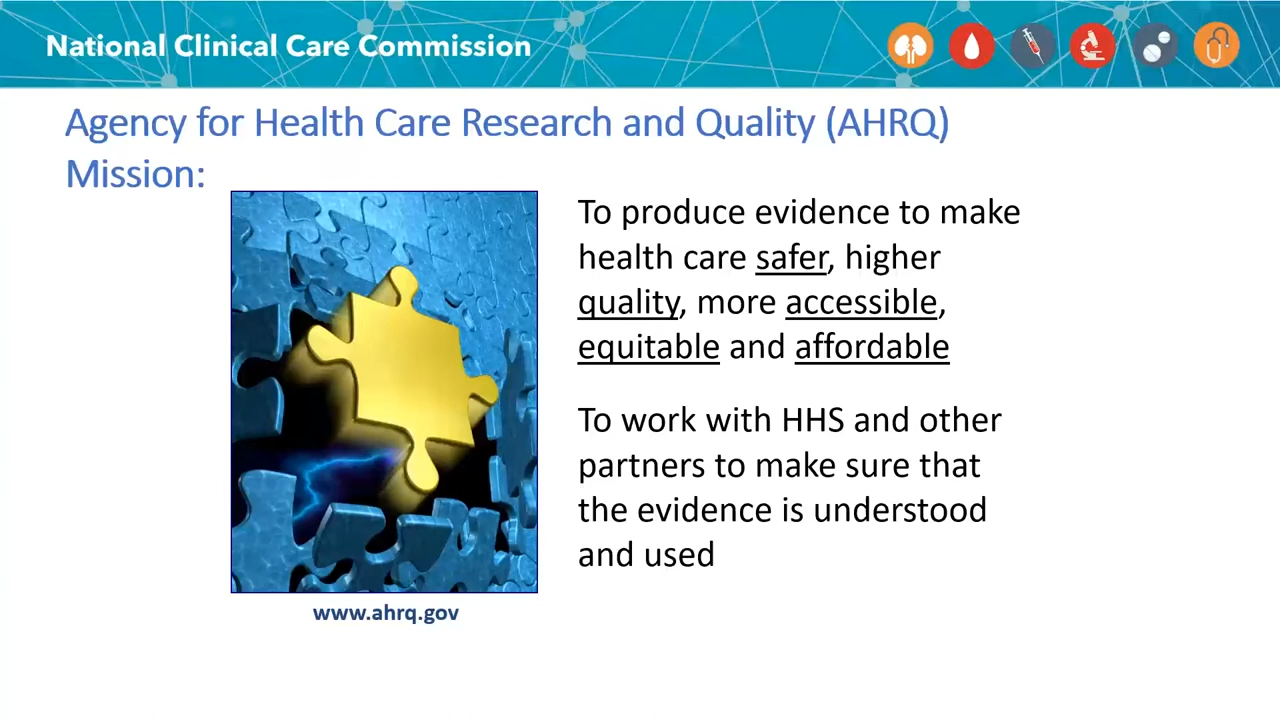 National Clinical Care Commission
Agency for Health Care Research and Quality (AHRQ)
Mission:
To produce evidence to make
health care safer, higher
quality, more accessible,
equitable and affordable
To work with HHS and other
partners to make sure that
the evidence is understood
and used
www.ahrq.gov